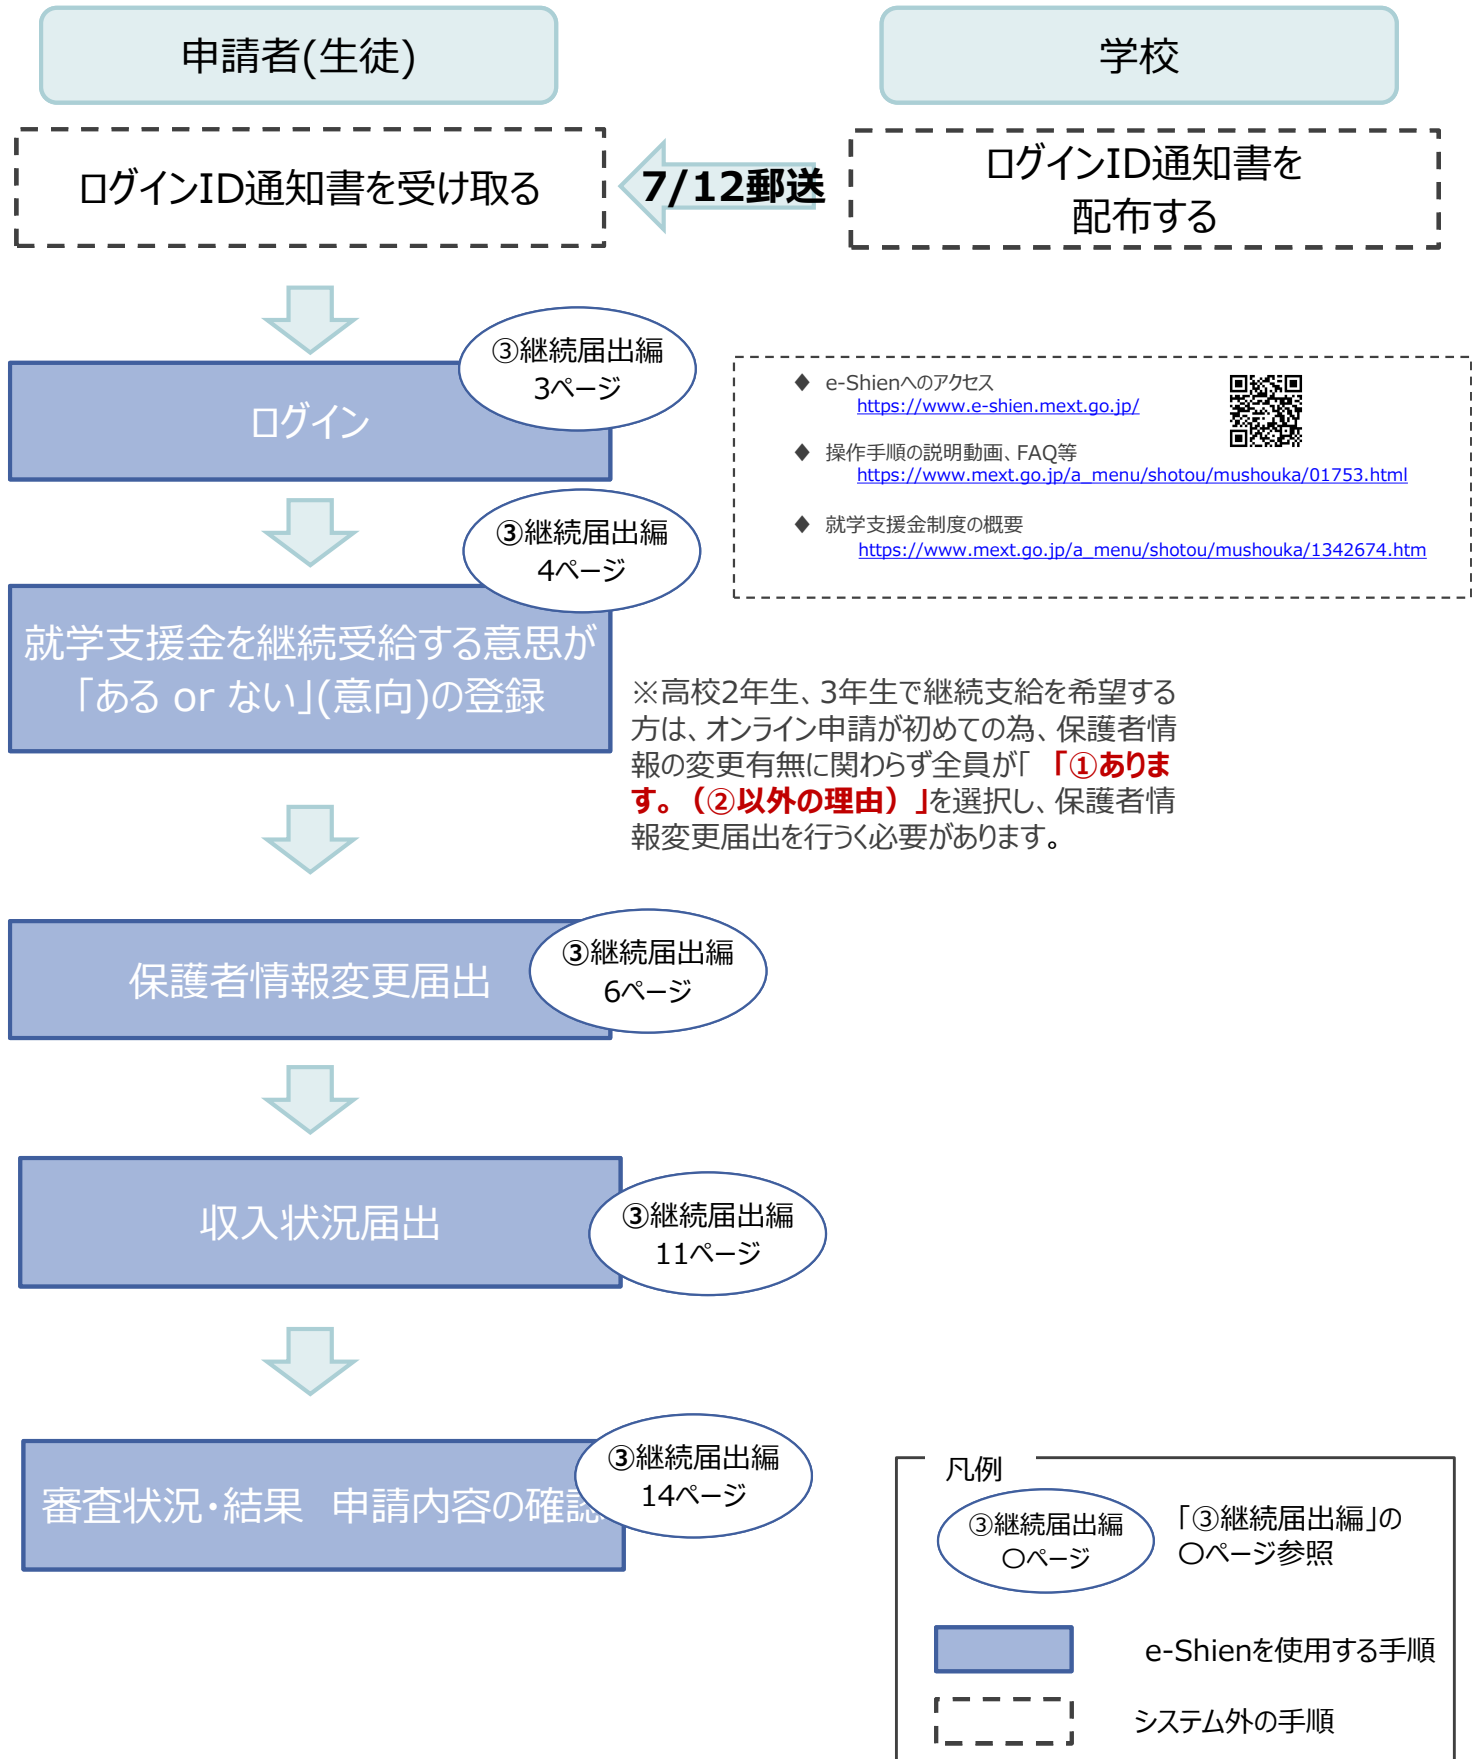 申請者(生徒)
学校
ログインID通知書を受け取る
7/12郵送
ログインID通知書を
配布する
③継続届出編
3ページ
ログイン
◆ e-Shienへのアクセス
https://www.e-shien.mext.go.jp/
◆ 操作手順の説明動画、FAQ等
https://www.mext.go.jp/a_menu/shotou/mushouka/01753.html
◆ 就学支援金制度の概要
https://www.mext.go.jp/a_menu/shotou/mushouka/1342674.htm
③継続届出編
4ページ
就学支援金を継続受給する意思が
「ある or ない」(意向)の登録
※高校2年生、3年生で継続支給を希望する
方は、オンライン申請が初めての為、保護者情
報の変更有無に関わらず全員が「 「①ありま
す。（②以外の理由）」を選択し、保護者情
報変更届出を行うく必要があります。
保護者情報変更届出
③継続届出編
6ページ
収入状況届出
③継続届出編
11ページ
審査状況・結果 申請内容の確認
③継続届出編
14ページ
凡例
③継続届出編
〇ページ
「③継続届出編」の
〇ページ参照
e-Shienを使用する手順
システム外の手順